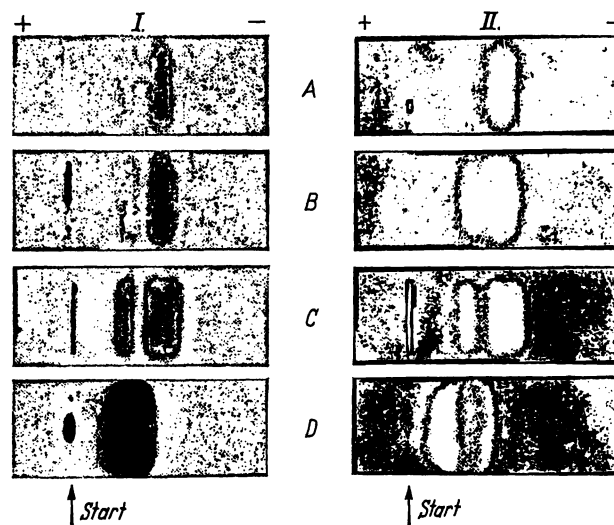 + I. − + II. −
A
B
C
D
Start Start